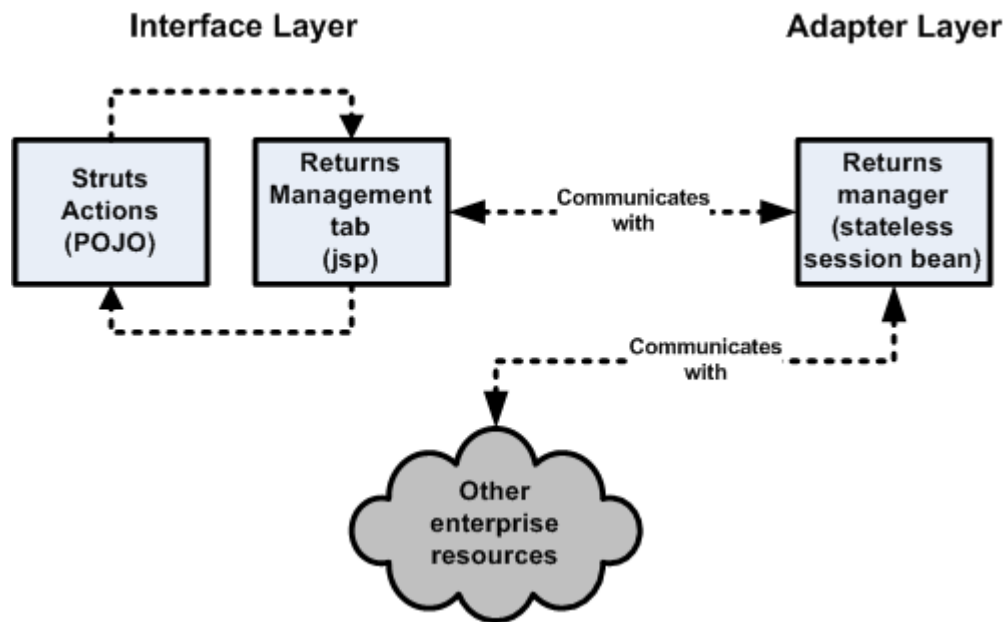 Interface Layer
Adapter Layer
Struts
Actions
(POJO)
Returns
Management
tab
(jsp)
Communicates
with
Returns
manager
(stateless
session bean)
Communicates
with
Other
enterprise
resources